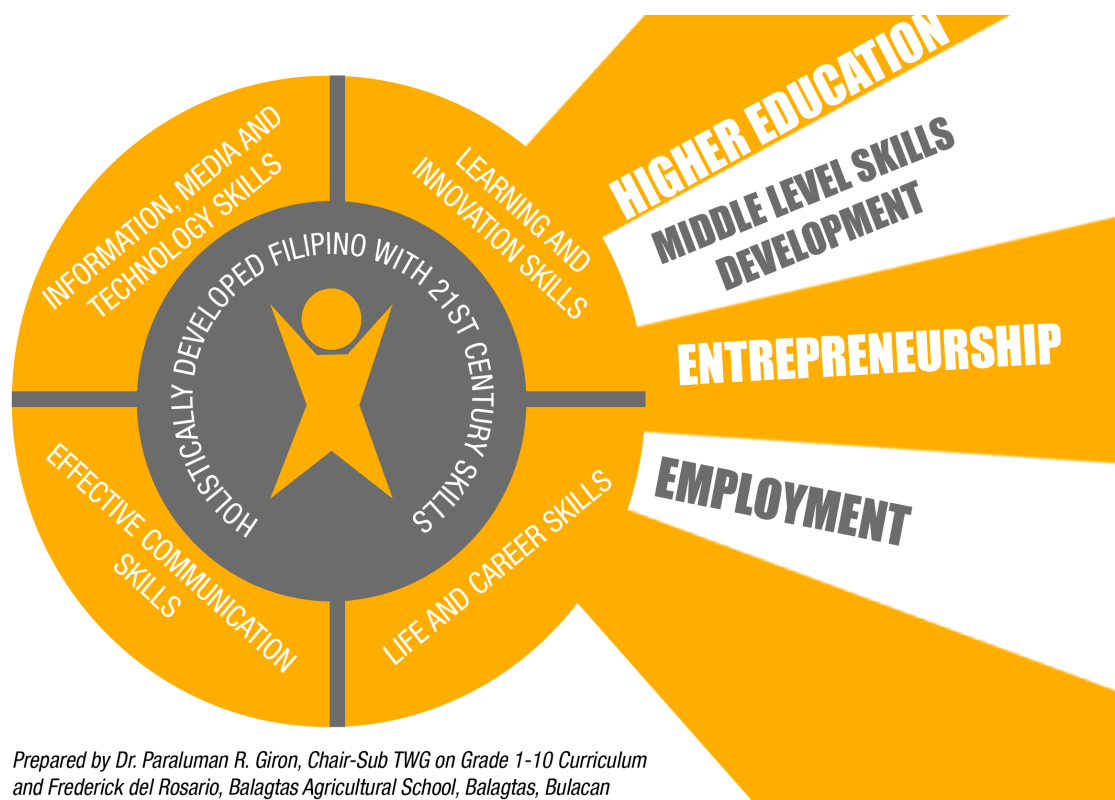 INFORMATION, MEDIA AND
TECHNOLOGY SKILLS
LEARNING AND
INNOVATION SKILLS
HOLISTICALLY DEVELOPED FILIPINO WITH 21ST CENTURY SKILLS
EFFECTIVE COMMUNICATION
SKILLS
LIFE AND CAREER SKILLS
HIGHER EDUCATION
MIDDLE LEVEL SKILLS
DEVELOPMENT
ENTREPRENEURSHIP
EMPLOYMENT
Prepared by Dr. Paraluman R. Giron, Chair-Sub TWG on Grade 1-10 Curriculum
and Frederick del Rosario, Balagtas Agricultural School, Balagtas, Bulacan